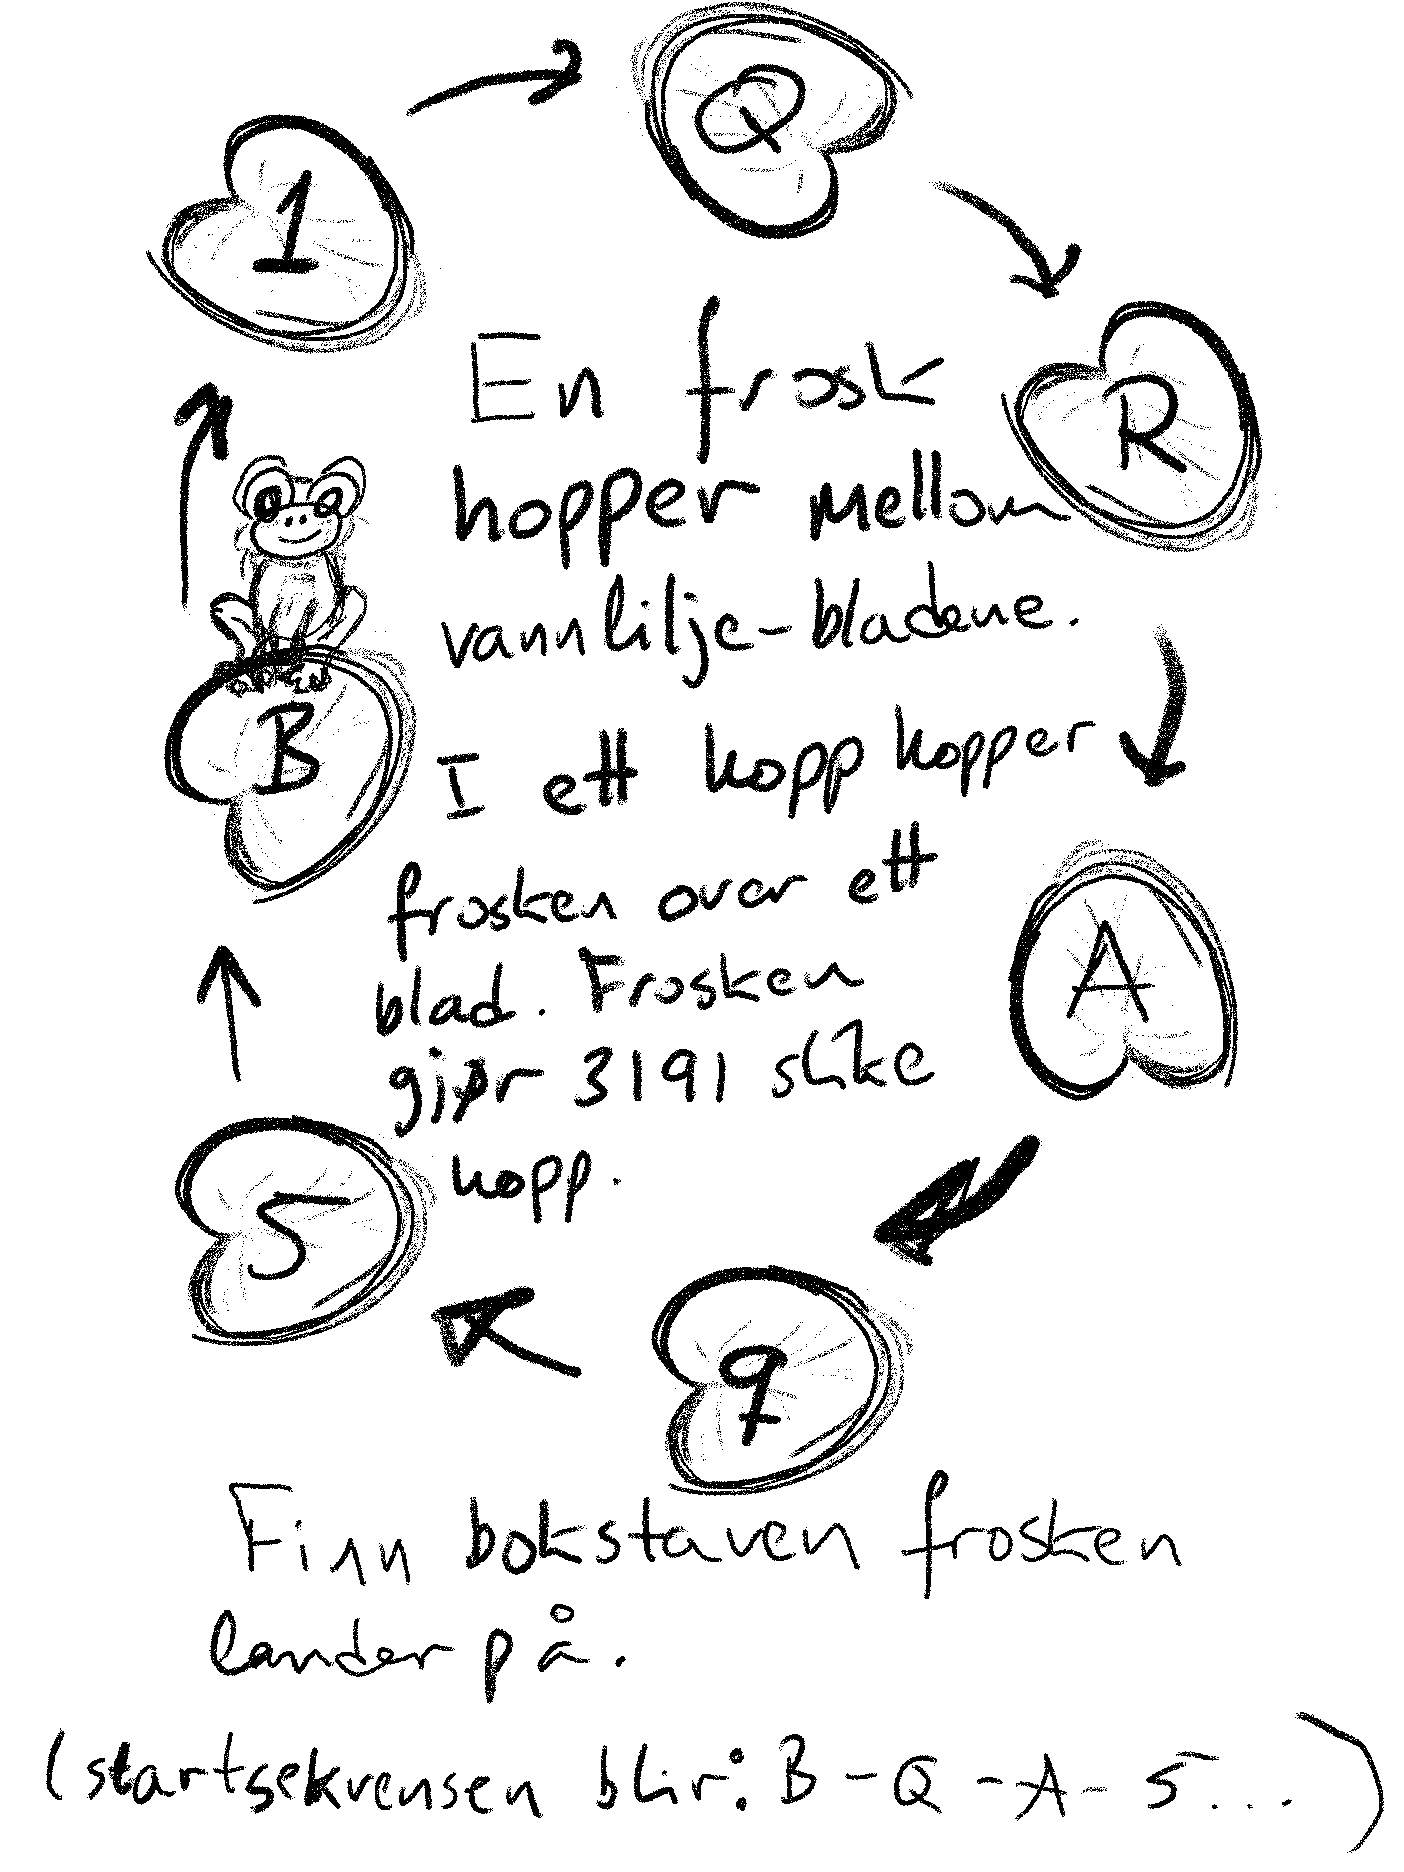 1
Q
R
En frosk
hopper mellom
vannlilje-bladene.
B
I ett hopp hopper
frosken over ett
blad. Frosken
A
gjør 3191 slike
hopp.
5
9
Finn bokstaven frosken
lander på.
(startsekvensen blir: B - Q - A - 5...)